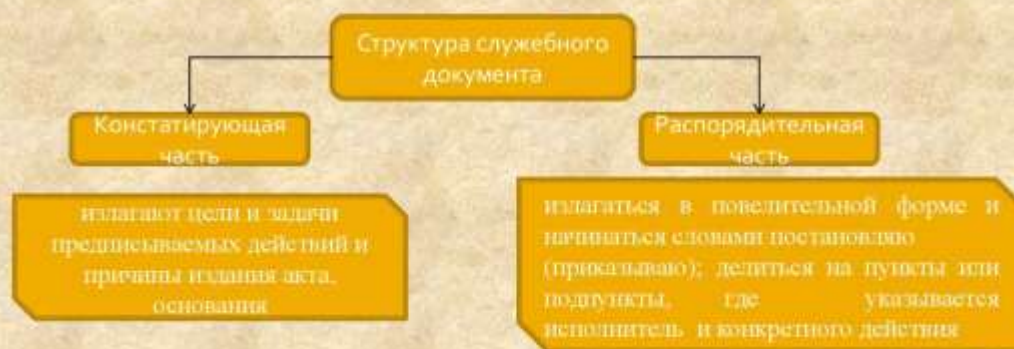 Структура служебного
документа
Констатирующая
часть
Распорядительная
часть
излагают цели и задачи
предписываемых действий и
причины издания акта,
основания
излагаться в повелительной форме и
начинаться словами постановляю
(приказываю); делиться на пункты или
подпункты, где указывается
исполнитель и конкретного действия